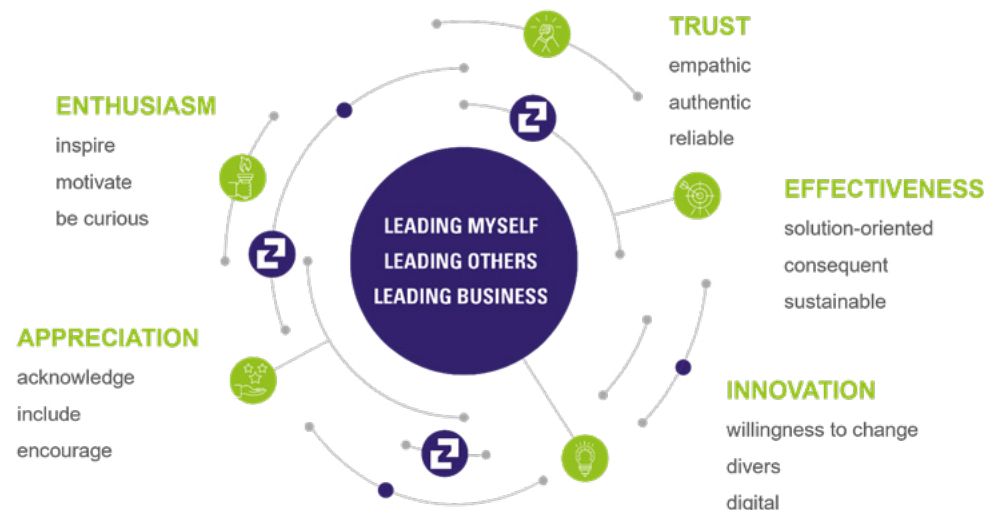 TRUST
empathic
authentic
reliable
ENTHUSIASM
inspire
motivate
be curious
EFFECTIVENESS
solution-oriented
consequent
sustainable
LEADING MYSELF
LEADING OTHERS
LEADING BUSINESS
APPRECIATION
acknowledge
include
encourage
INNOVATION
willingness to change
divers
digital